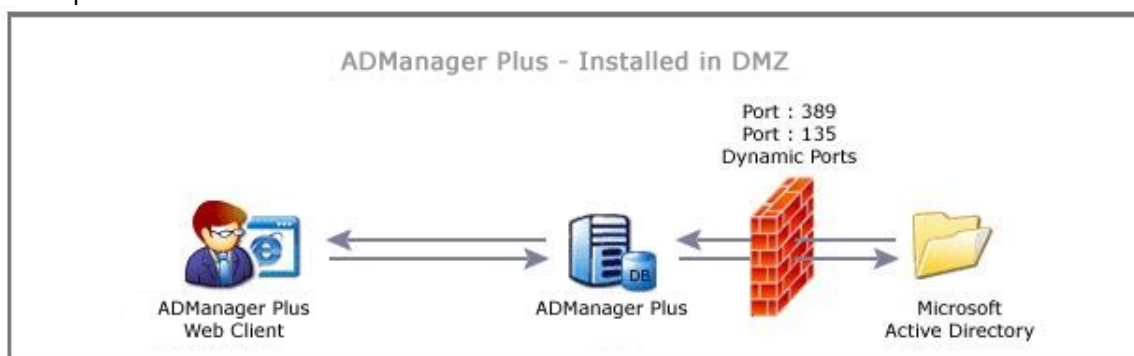 ADManager Plus - Installed in DMZ
Port : 389
Port : 135
Dynamic Ports
DB
ADManager Plus
Web Client
ADManager Plus
Microsoft
Active Directory